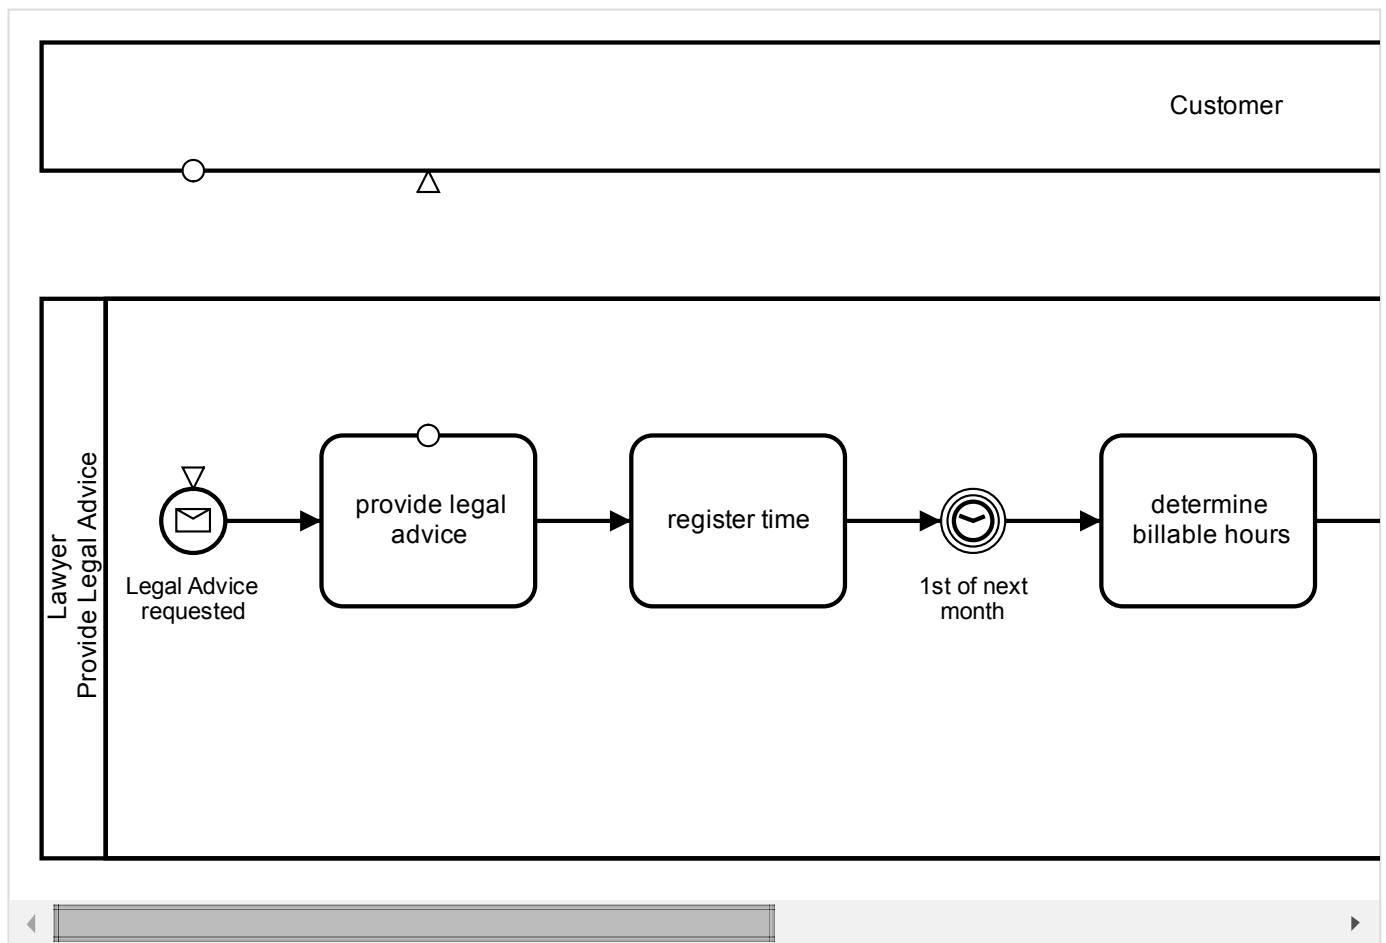 Customer
Lawyer
Provide Legal Advice
Legal Advice
requested
provide legal
advice
register time
1st of next
month
determine
billable hours